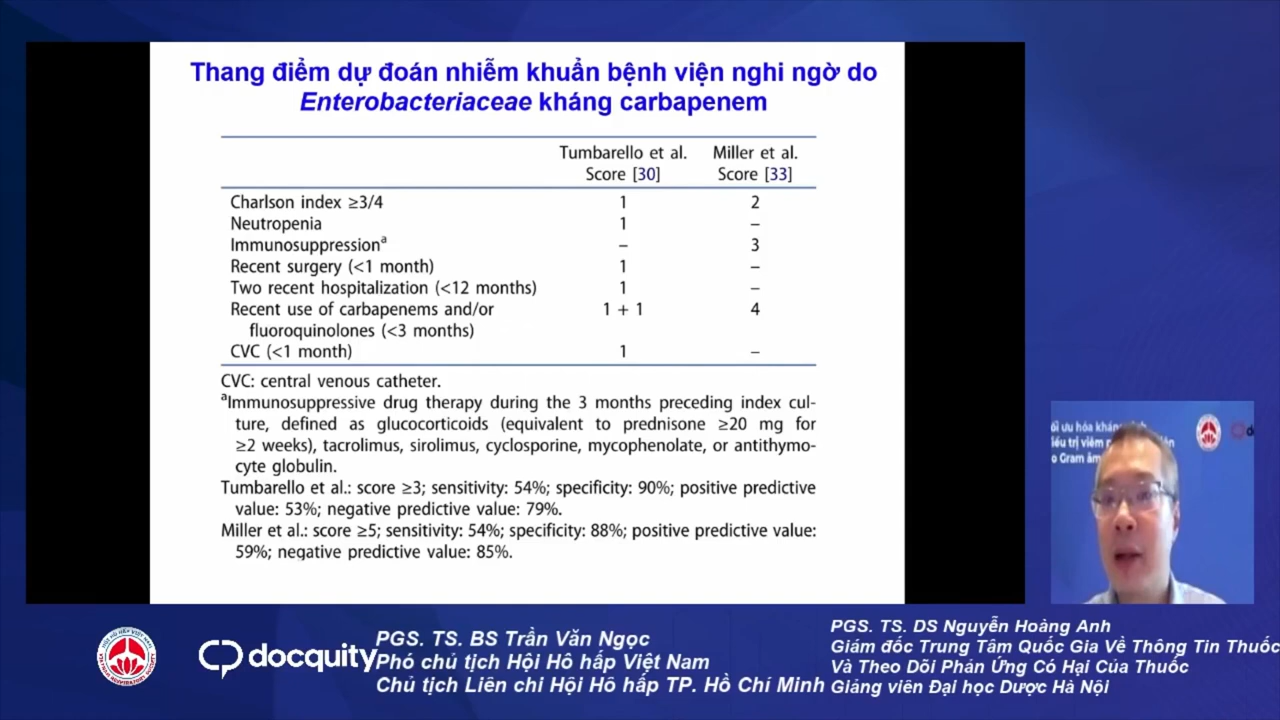 Thang điểm dự đoán nhiễm khuẩn bệnh viện nghi ngờ do
Enterobacteriaceae kháng carbapenem
Tumbarello et al. Miller et al.
Score [30] Score [33]
Charlson index ≥3/4 1 2
Neutropenia 1 –
Immunosuppressionᵃ – 3
Recent surgery (<1 month) 1 –
Two recent hospitalization (<12 months) 1 –
Recent use of carbapenems and/or 1 + 1 4
fluoroquinolones (<3 months)
CVC (<1 month) 1 –
CVC: central venous catheter.
ᵃImmunosuppressive drug therapy during the 3 months preceding index cul-
ture, defined as glucocorticoids (equivalent to prednisone ≥20 mg for
≥2 weeks), tacrolimus, sirolimus, cyclosporine, mycophenolate, or antithymo-
cyte globulin.
Tumbarello et al.: score ≥3; sensitivity: 54%; specificity: 90%; positive predictive
value: 53%; negative predictive value: 79%.
Miller et al.: score ≥5; sensitivity: 54%; specificity: 88%; positive predictive value:
59%; negative predictive value: 85%.
ối ưu hóa khá
iều trị viêm
o Gram âm
docquity
PGS. TS. BS Trần Văn Ngọc
Phó chủ tịch Hội Hô hấp Việt Nam
Chủ tịch Liên chi Hội Hô hấp TP. Hồ Chí Minh
PGS. TS. DS Nguyễn Hoàng Anh
Giám đốc Trung Tâm Quốc Gia Về Thông Tin Thuốc
Và Theo Dõi Phản Ứng Có Hại Của Thuốc
Giảng viên Đại học Dược Hà Nội